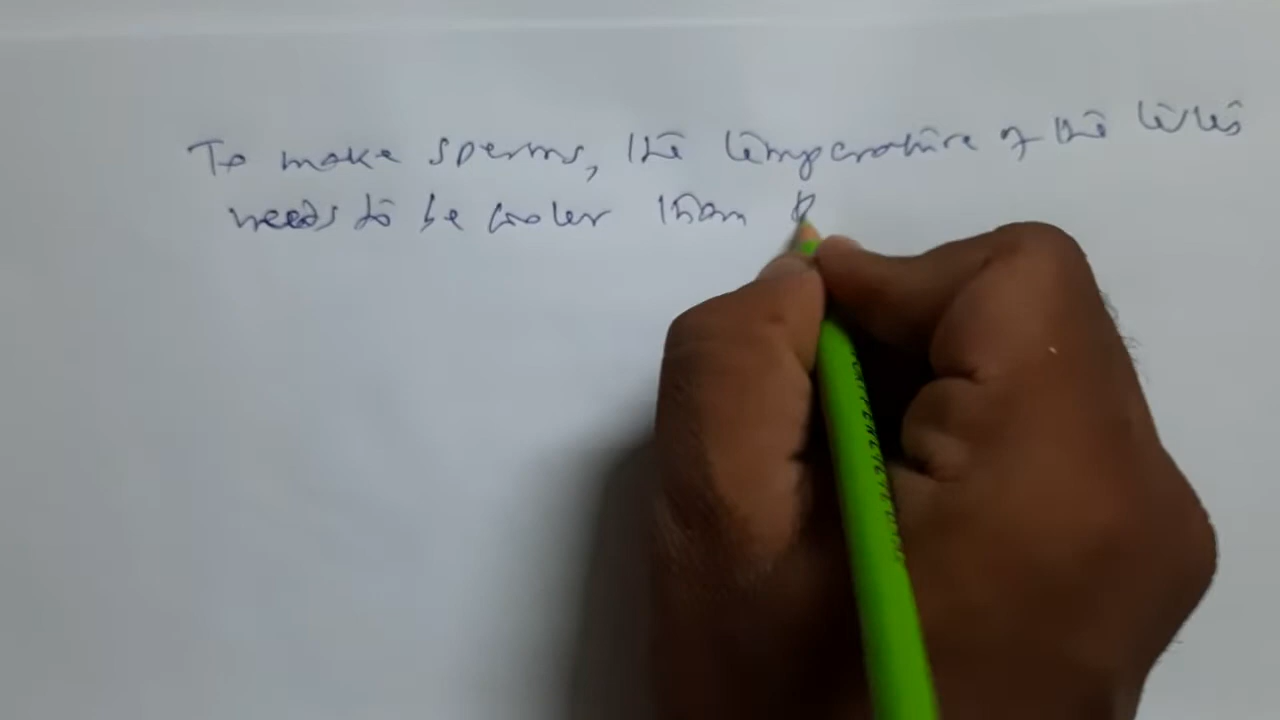 To make sperms, the temperature of the testes
needs to be cooler than